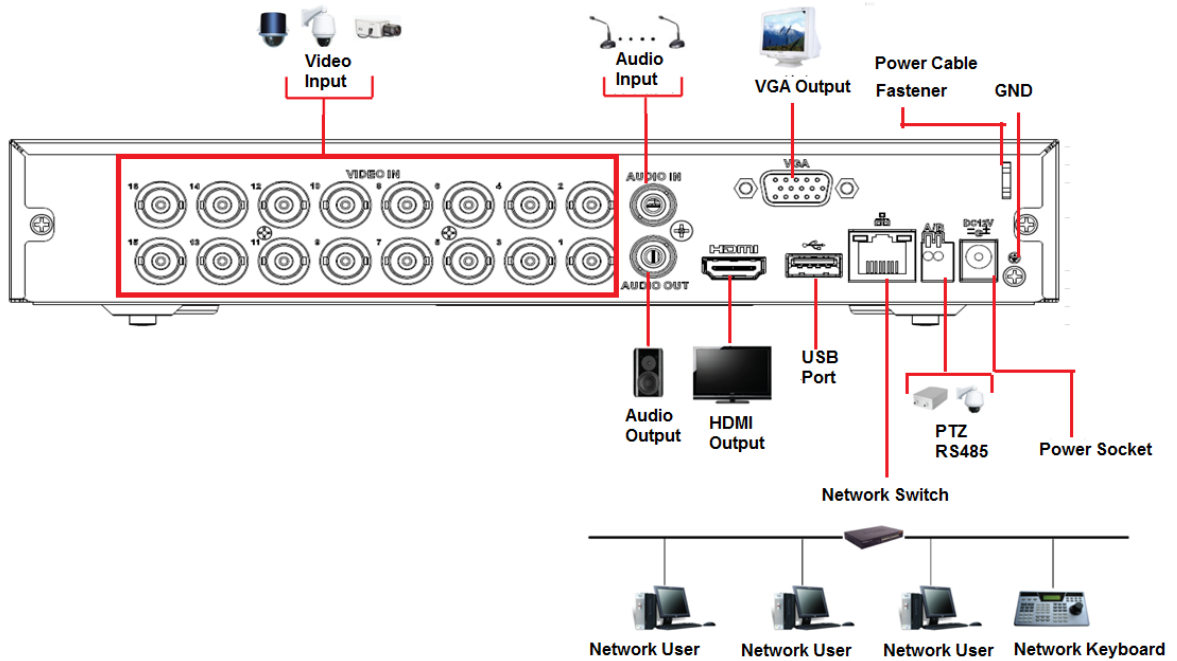 Video
Input
Audio
Input
VGA Output
Power Cable
Fastener
GND
VIDEO IN
16 14 12 10 8 6 4 2
15 13 11 9 7 5 3 1
AUDIO IN
AUDIO OUT
VGA
HDMI
A/B
DC12V
Audio
Output
HDMI
Output
USB
Port
PTZ
RS485
Power Socket
Network Switch
Network User
Network User
Network User
Network Keyboard